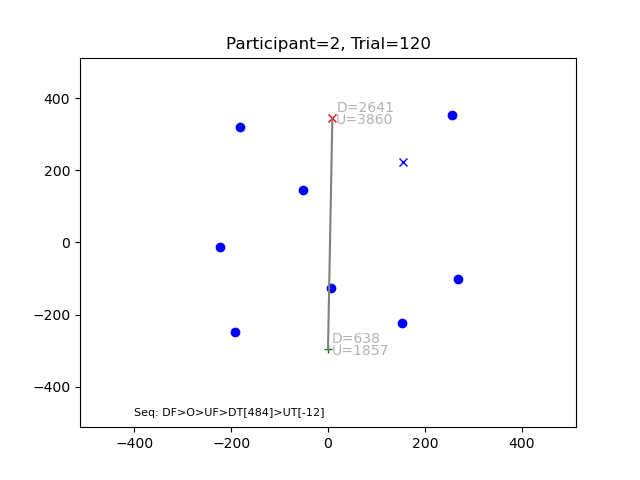 Participant=2, Trial=120
D=2641
U=3860
400
200
0
−200
−400
D=638
U=1857
Seq: DF>O>UF>DT[484]>UT[-12]
−400
−200
0
200
400